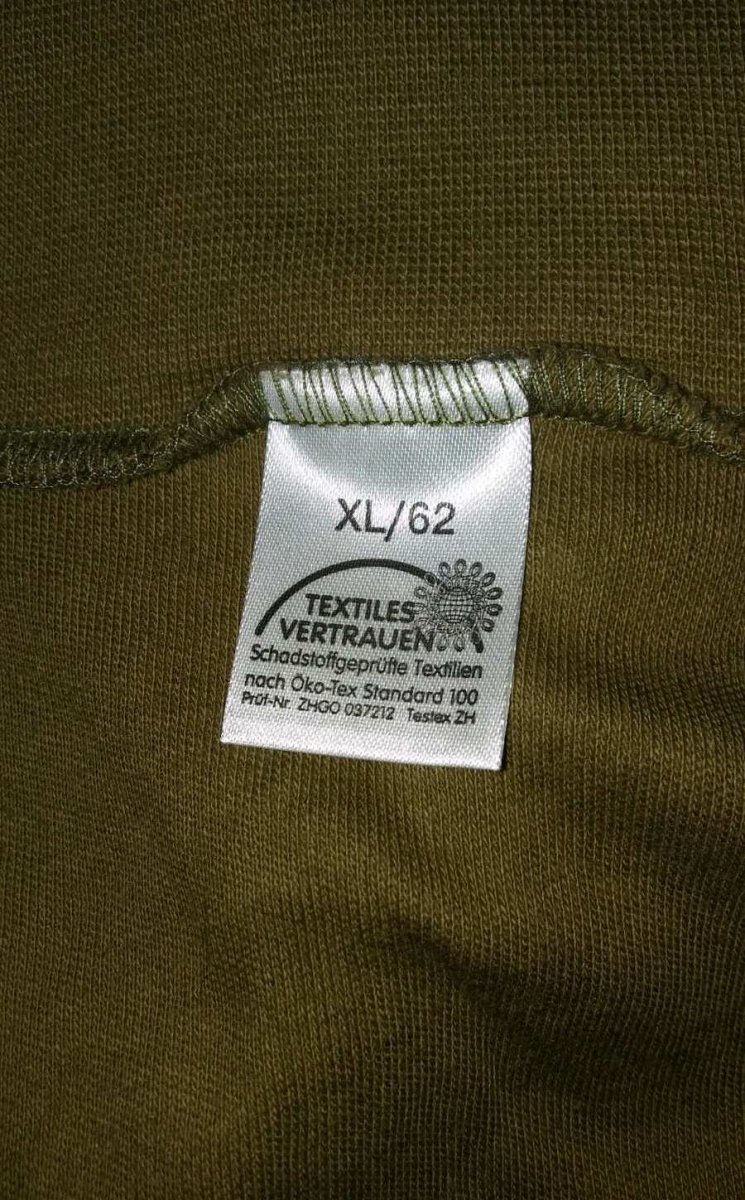 XL/62
TEXTILES
VERTRAUEN
Schadstoffgeprüfte Textilien
nach Öko-Tex Standard 100
Prüf-Nr ZHGO 037212 Testex ZH